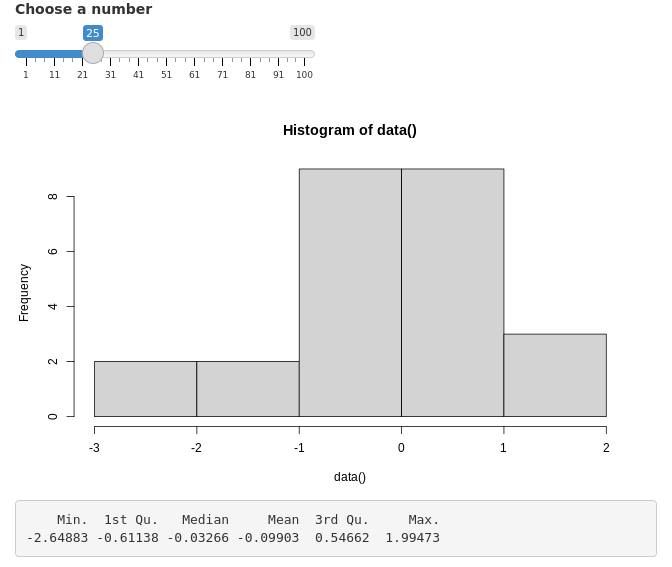 Choose a number
1 25 100
1 11 21 31 41 51 61 71 81 91 100
Histogram of data()
Frequency
8
6
4
2
0
-3 -2 -1 0 1 2
data()
Min. 1st Qu. Median Mean 3rd Qu. Max.
-2.64883 -0.61138 -0.03266 -0.09903 0.54662 1.99473